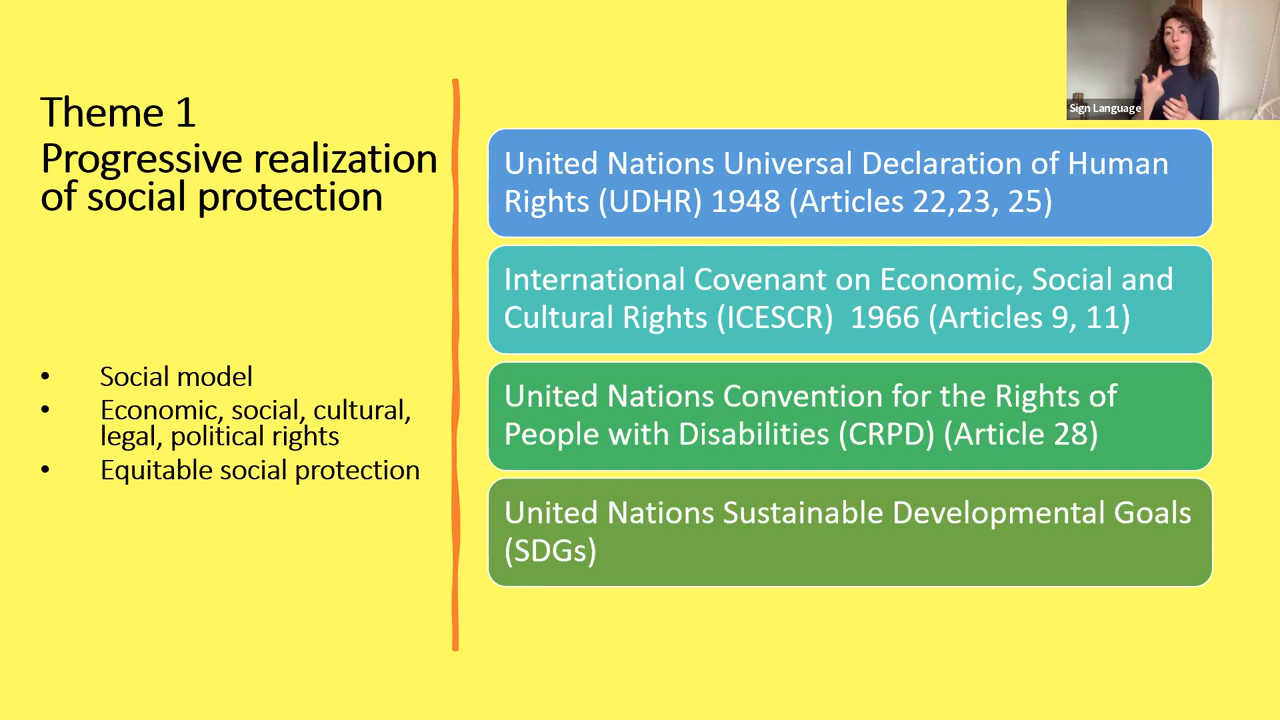 Theme 1
Progressive realization
of social protection
• Social model
• Economic, social, cultural,
legal, political rights
• Equitable social protection
Sign Language
United Nations Universal Declaration of Human
Rights (UDHR) 1948 (Articles 22,23, 25)
International Covenant on Economic, Social and
Cultural Rights (ICESCR)  1966 (Articles 9, 11)
United Nations Convention for the Rights of
People with Disabilities (CRPD) (Article 28)
United Nations Sustainable Developmental Goals
(SDGs)